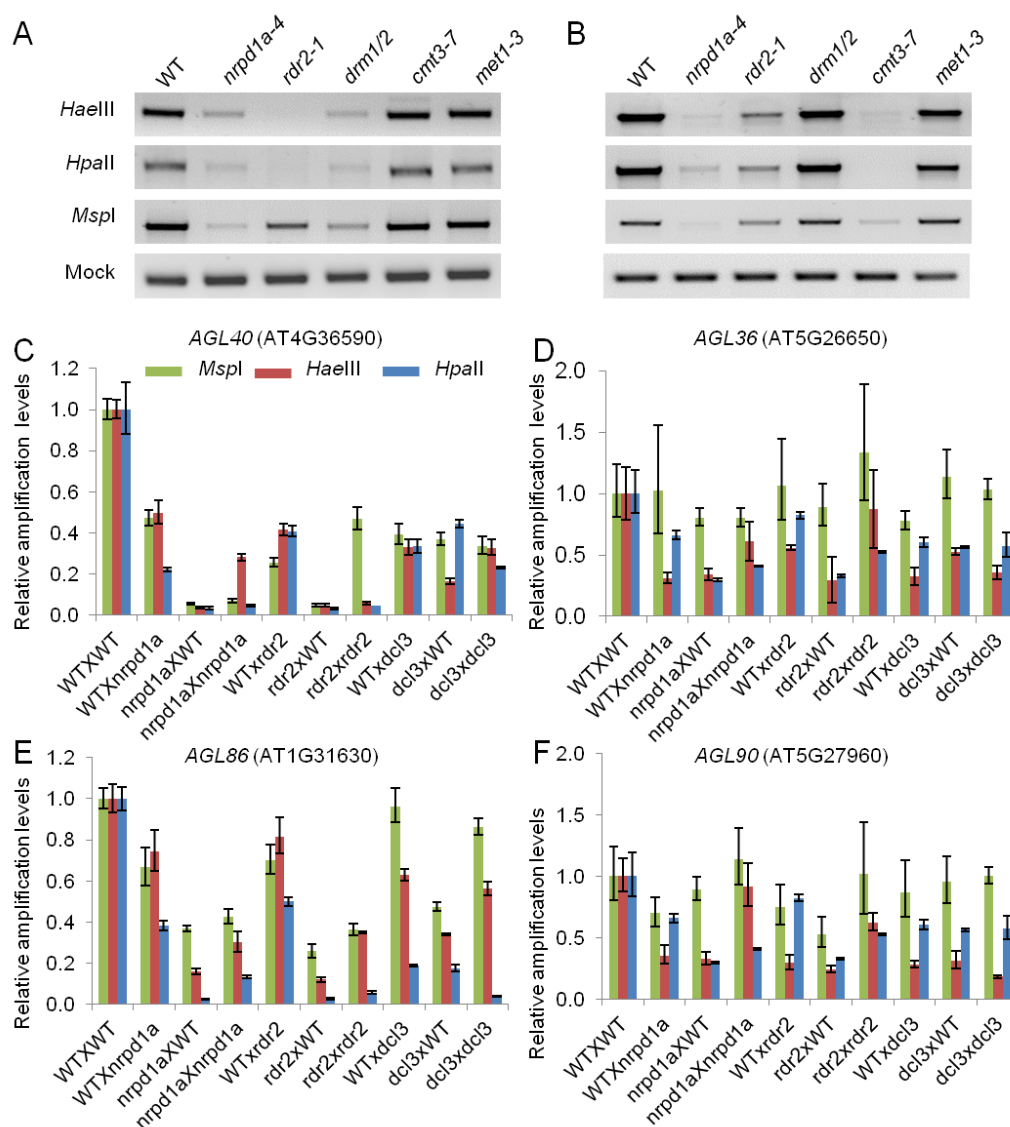 A
WT
nrpd1a-4
rdr2-1
drm1/2
cmt3-7
met1-3
B
WT
nrpd1a-4
rdr2-1
drm1/2
cmt3-7
met1-3
HaeIII
HpaII
MspI
Mock
C
AGL40 (AT4G36590)
MspI HaeIII HpaII
Relative amplification levels
1.2
1.0
0.8
0.6
0.4
0.2
0.0
WTXWT
WTXnrpd1a
nrpd1aXWT
nrpd1aXnrpd1a
WTxrdr2
rdr2xWT
rdr2xrdr2
WTxdcl3
dcl3xWT
dcl3xdcl3
D
AGL36 (AT5G26650)
Relative amplification levels
2.0
1.5
1.0
0.5
0.0
WTXWT
WTXnrpd1a
nrpd1aXWT
nrpd1aXnrpd1a
WTxrdr2
rdr2xWT
rdr2xrdr2
WTxdcl3
dcl3xWT
dcl3xdcl3
E
AGL86 (AT1G31630)
Relative amplification levels
1.2
1.0
0.8
0.6
0.4
0.2
0.0
WTXWT
WTXnrpd1a
nrpd1aXWT
nrpd1aXnrpd1a
WTxrdr2
rdr2xWT
rdr2xrdr2
WTxdcl3
dcl3xWT
dcl3xdcl3
F
AGL90 (AT5G27960)
Relative amplification levels
2.0
1.5
1.0
0.5
0.0
WTXWT
WTXnrpd1a
nrpd1aXWT
nrpd1aXnrpd1a
WTxrdr2
rdr2xWT
rdr2xrdr2
WTxdcl3
dcl3xWT
dcl3xdcl3